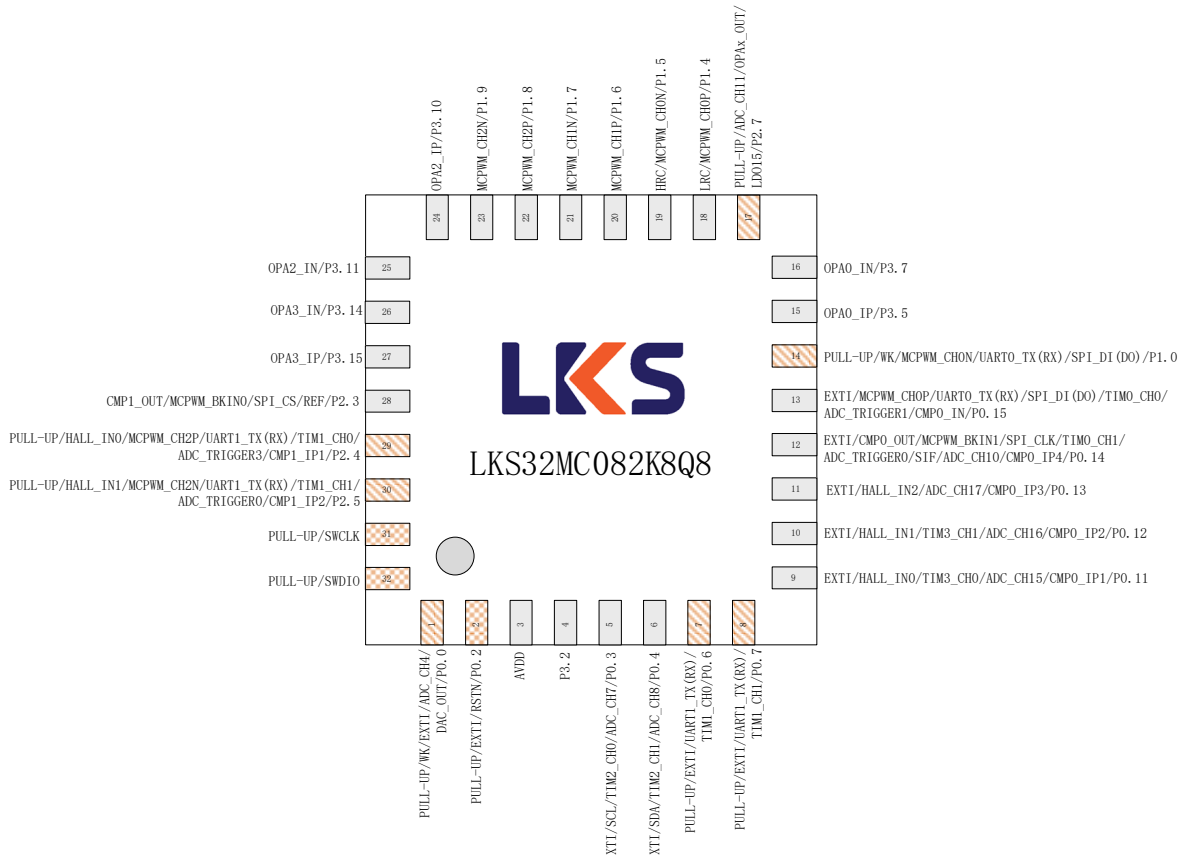 OPA2_IP/P3.10
MCPWM_CH2N/P1.9
MCPWM_CH2P/P1.8
MCPWM_CH1N/P1.7
MCPWM_CH1P/P1.6
HRC/MCPWM_CH0N/P1.5
LRC/MCPWM_CH0P/P1.4
PULL-UP/ADC_CH11/OPAx_OUT/
LDO15/P2.7
24
23
22
21
20
19
18
17
OPA2_IN/P3.11
25
OPA3_IN/P3.14
26
OPA3_IP/P3.15
27
CMP1_OUT/MCPWM_BKIN0/SPI_CS/REF/P2.3
28
PULL-UP/HALL_IN0/MCPWM_CH2P/UART1_TX(RX)/TIM1_CH0/
ADC_TRIGGER3/CMP1_IP1/P2.4
29
PULL-UP/HALL_IN1/MCPWM_CH2N/UART1_TX(RX)/TIM1_CH1/
ADC_TRIGGER0/CMP1_IP2/P2.5
30
PULL-UP/SWCLK
31
PULL-UP/SWDIO
32
LKS
LKS32MC082K8Q8
16
OPA0_IN/P3.7
15
OPA0_IP/P3.5
14
PULL-UP/WK/MCPWM_CH0N/UART0_TX(RX)/SPI_DI(DO)/P1.0
13
EXTI/MCPWM_CH0P/UART0_TX(RX)/SPI_DI(DO)/TIM0_CH0/
ADC_TRIGGER1/CMP0_IN/P0.15
12
EXTI/CMP0_OUT/MCPWM_BKIN1/SPI_CLK/TIM0_CH1/
ADC_TRIGGER0/SIF/ADC_CH10/CMP0_IP4/P0.14
11
EXTI/HALL_IN2/ADC_CH17/CMP0_IP3/P0.13
10
EXTI/HALL_IN1/TIM3_CH1/ADC_CH16/CMP0_IP2/P0.12
9
EXTI/HALL_IN0/TIM3_CH0/ADC_CH15/CMP0_IP1/P0.11
1
2
3
4
5
6
7
8
PULL-UP/WK/EXTI/ADC_CH4/
DAC_OUT/P0.0
PULL-UP/EXTI/RSTN/P0.2
AVDD
P3.2
XTI/SCL/TIM2_CH0/ADC_CH7/P0.3
XTI/SDA/TIM2_CH1/ADC_CH8/P0.4
PULL-UP/EXTI/UART1_TX(RX)/
TIM1_CH0/P0.6
PULL-UP/EXTI/UART1_TX(RX)/
TIM1_CH1/P0.7